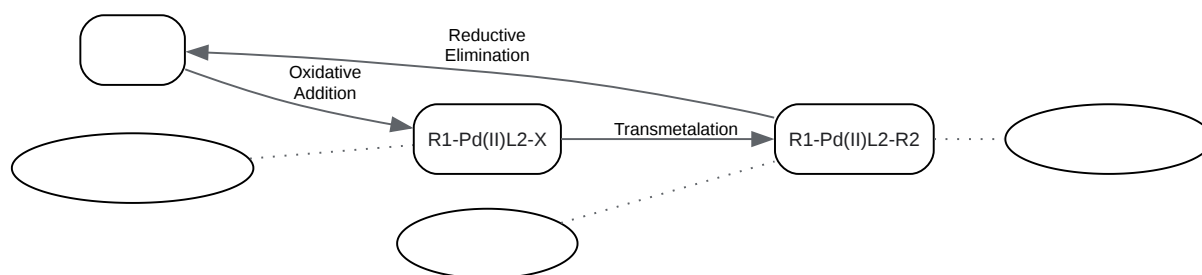 Reductive
Elimination
Oxidative
Addition
R1-Pd(II)L2-X
Transmetalation
R1-Pd(II)L2-R2